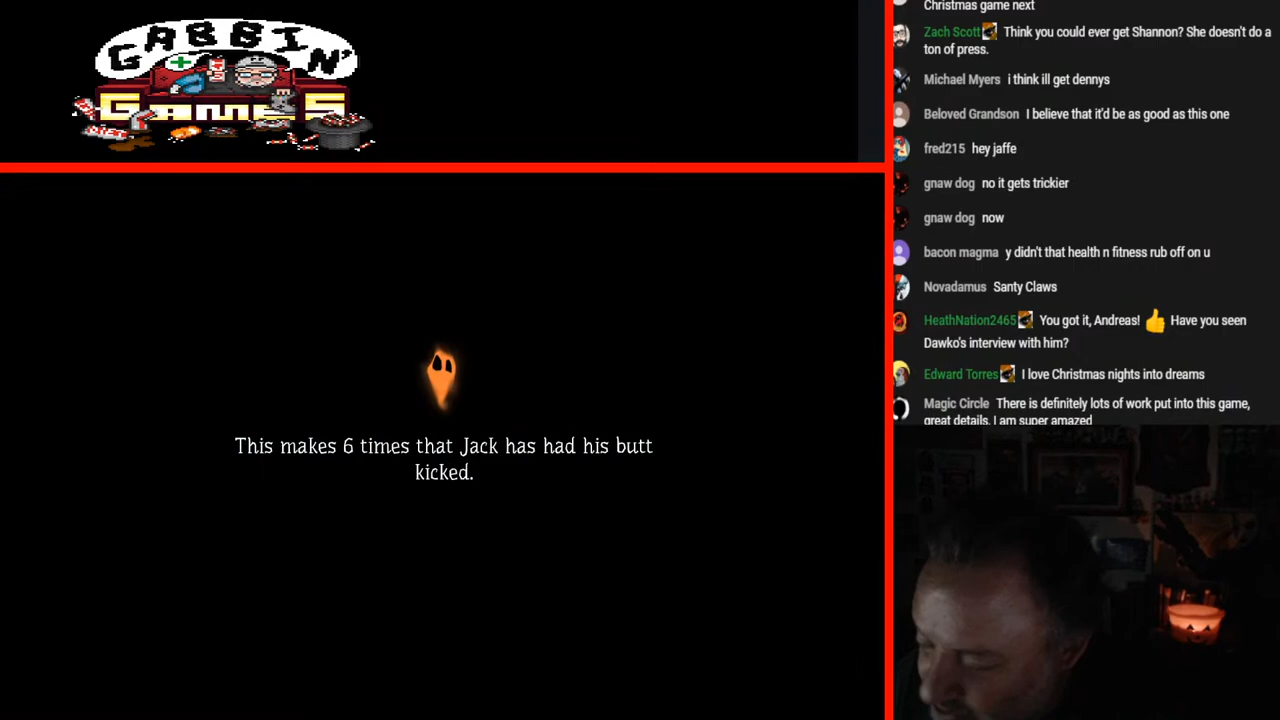 GABBIN'
GAMES
This makes 6 times that Jack has had his butt
kicked.
Christmas game next
Zach Scott Think you could ever get Shannon? She doesn't do a
ton of press.
Michael Myers i think ill get dennys
Beloved Grandson I believe that it'd be as good as this one
fred215 hey jaffe
gnaw dog no it gets trickier
gnaw dog now
bacon magma y didn't that health n fitness rub off on u
Novadamus Santy Claws
HeathNation2465 You got it, Andreas! 👍 Have you seen
Dawko's interview with him?
Edward Torres I love Christmas nights into dreams
Magic Circle There is definitely lots of work put into this game,
great details. I am super amazed